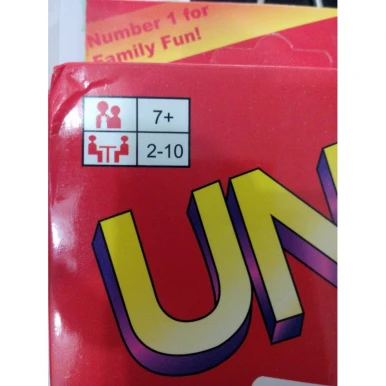 Number 1 for
Family Fun!
7+
2-10
UN